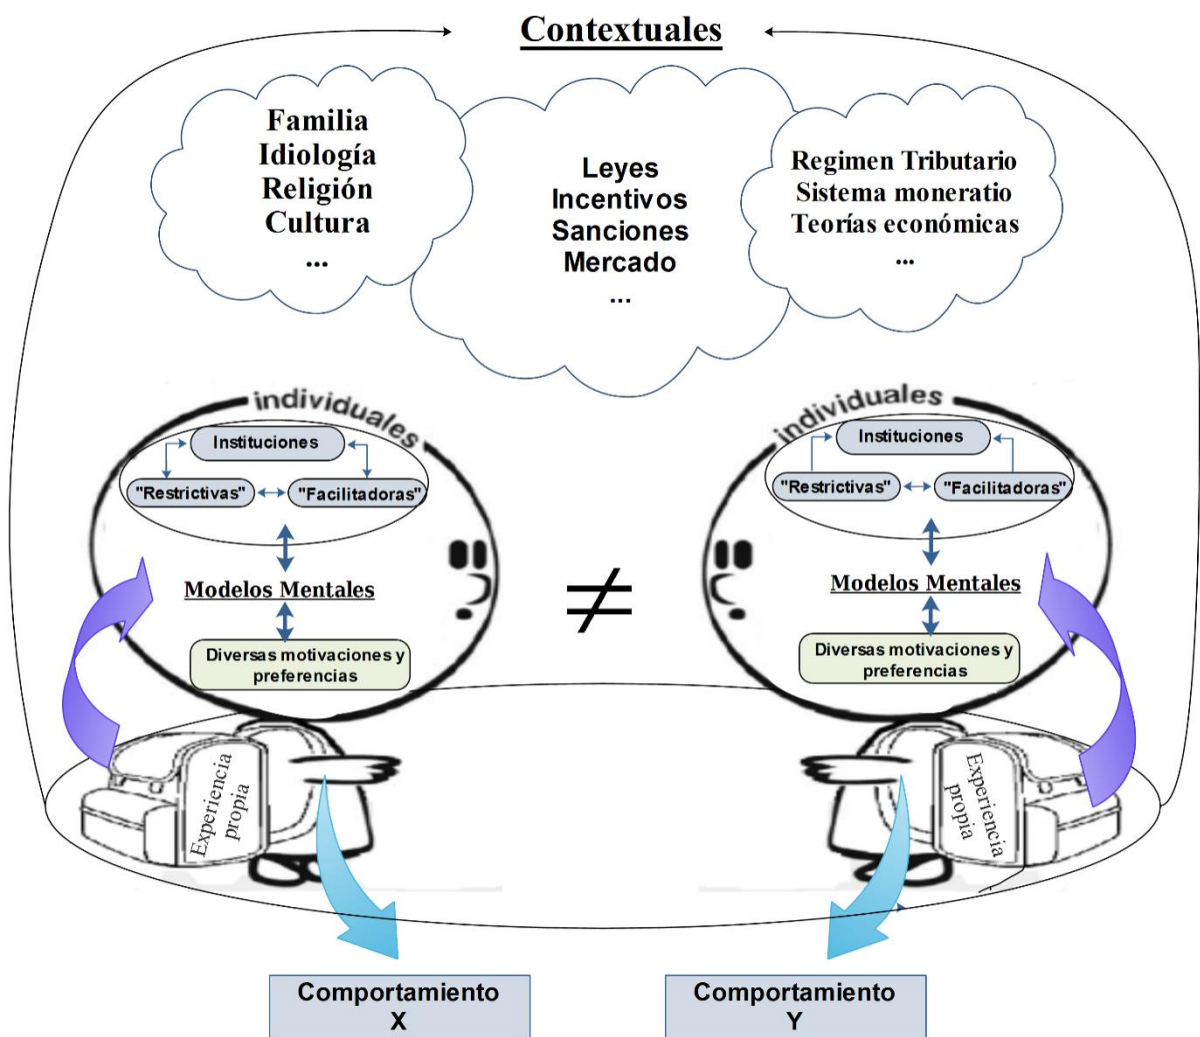 Contextuales
Familia
Idiología
Religión
Cultura
...
Leyes
Incentivos
Sanciones
Mercado
...
Regimen Tributario
Sistema moneratio
Teorías económicas
...
individuales
Instituciones
"Restrictivas"
"Facilitadoras"
Modelos Mentales
Diversas motivaciones y
preferencias
Experiencia
propia
≠
individuales
Instituciones
"Restrictivas"
"Facilitadoras"
Modelos Mentales
Diversas motivaciones y
preferencias
Experiencia
propia
Comportamiento
X
Comportamiento
Y